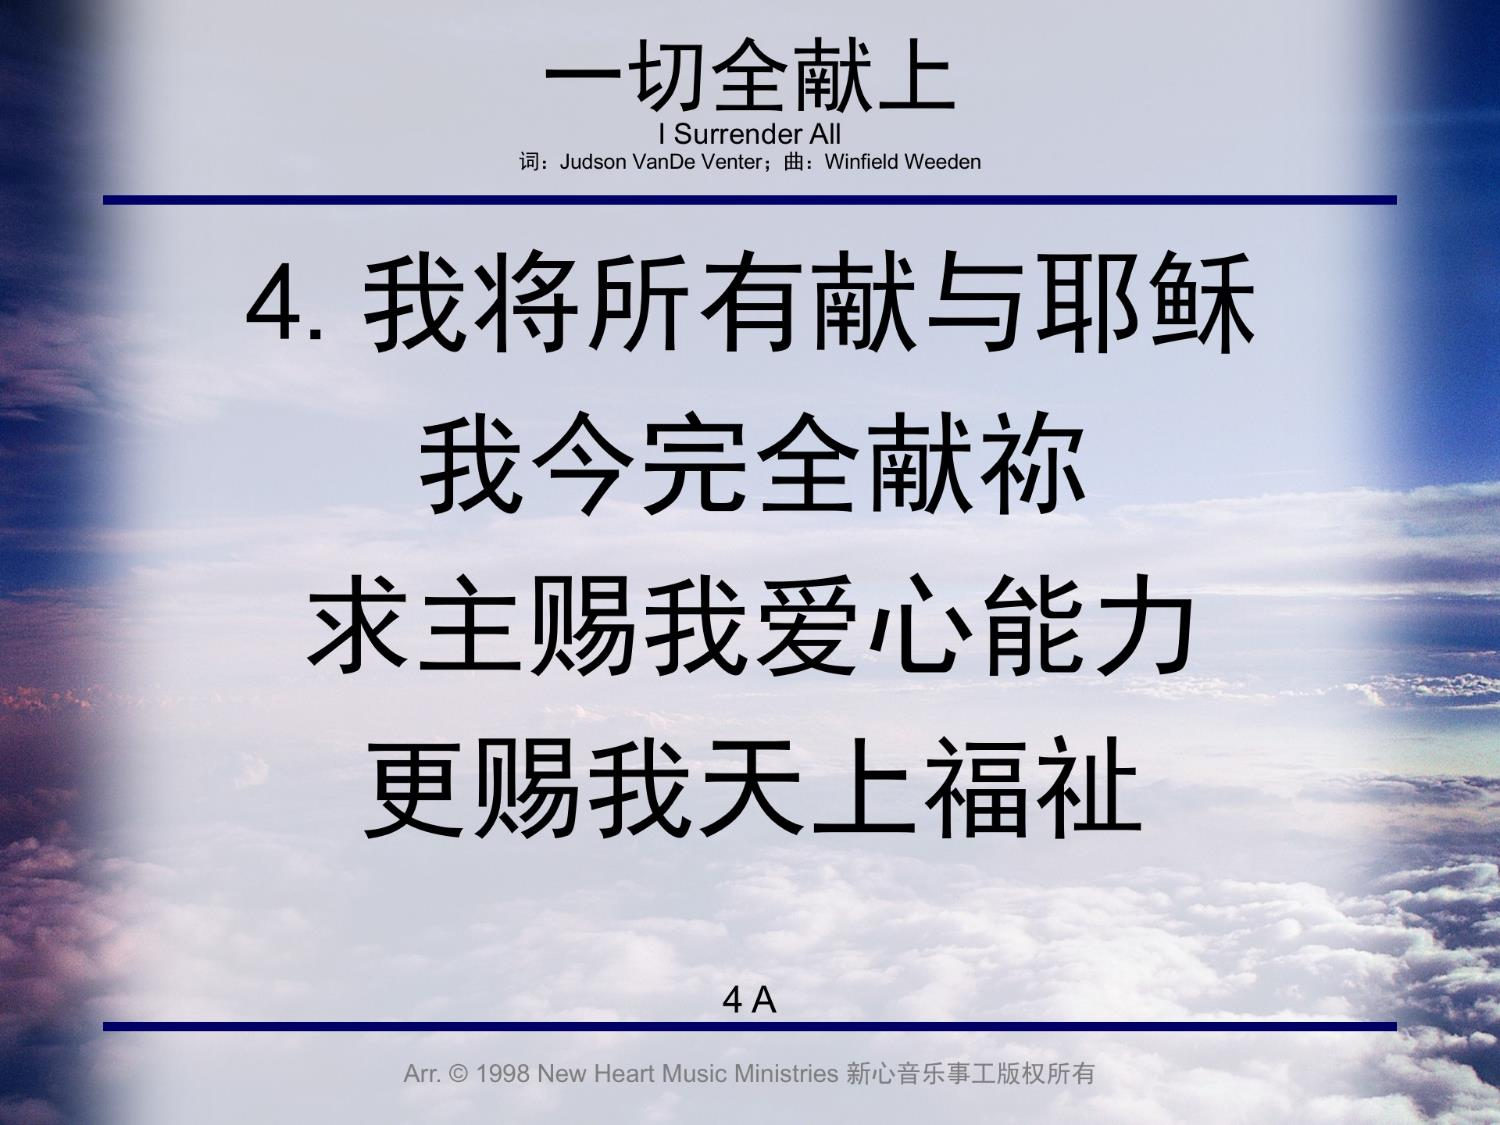 一切全献上
I Surrender All
词：Judson VanDe Venter；曲：Winfield Weeden
4. 我将所有献与耶稣
我今完全献祢
求主赐我爱心能力
更赐我天上福祉
4 A
Arr. © 1998 New Heart Music Ministries 新心音乐事工版权所有